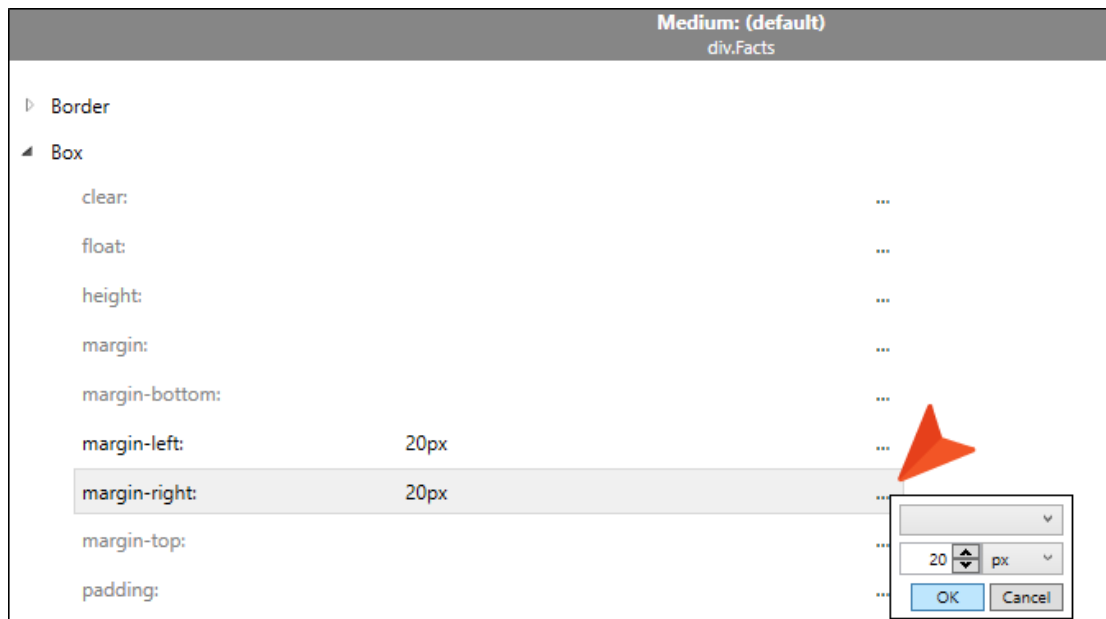 Medium: (default)
div.Facts
Border
Box
clear: ...
float: ...
height: ...
margin: ...
margin-bottom: ...
margin-left: 20px ...
margin-right: 20px ...
margin-top: ...
20 px
padding: ...
OK Cancel